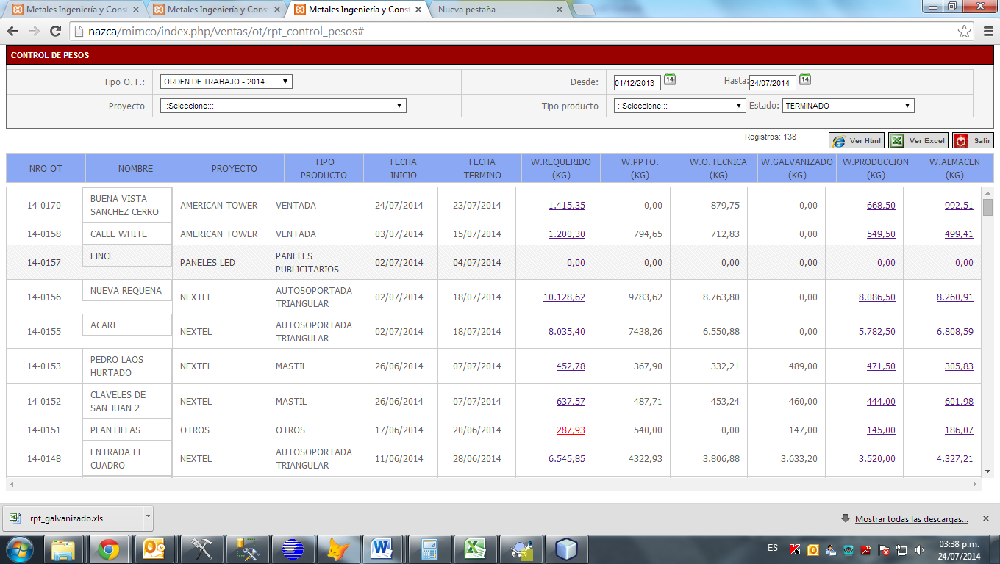 Metales Ingeniería y Const
Metales Ingeniería y Const
Metales Ingeniería y Const
Nueva pestaña
nazca/mimco/index.php/ventas/ot/rpt_control_pesos#
CONTROL DE PESOS
Tipo O.T.: ORDEN DE TRABAJO - 2014 Desde: 01/12/2013 14 Hasta: 24/07/2014 14
Proyecto ::Seleccione::: Tipo producto ::Seleccione::: Estado: TERMINADO
Registros: 138 Ver Html Ver Excel Salir
NRO OT NOMBRE PROYECTO TIPO PRODUCTO FECHA INICIO FECHA TERMINO W.REQUERIDO (KG) W.PPTO. (KG) W.O.TECNICA (KG) W.GALVANIZADO (KG) W.PRODUCCION (KG) W.ALMACEN (KG)
14-0170 BUENA VISTA SANCHEZ CERRO AMERICAN TOWER VENTADA 24/07/2014 23/07/2014 1.415,35 0,00 879,75 0,00 668,50 992,51
14-0158 CALLE WHITE AMERICAN TOWER VENTADA 03/07/2014 15/07/2014 1.200,30 794,65 712,83 0,00 549,50 499,41
14-0157 LINCE PANELES LED PANELES PUBLICITARIOS 02/07/2014 04/07/2014 0,00 0,00 0,00 0,00 0,00 0,00
14-0156 NUEVA REQUENA NEXTEL AUTOSOPORTADA TRIANGULAR 02/07/2014 18/07/2014 10.128,62 9783,62 8.763,80 0,00 8.086,50 8.260,91
14-0155 ACARI NEXTEL AUTOSOPORTADA TRIANGULAR 02/07/2014 18/07/2014 8.035,40 7438,26 6.550,88 0,00 5.782,50 6.808,59
14-0153 PEDRO LAOS HURTADO NEXTEL MASTIL 26/06/2014 07/07/2014 452,78 367,90 332,21 489,00 471,50 305,83
14-0152 CLAVELES DE SAN JUAN 2 NEXTEL MASTIL 26/06/2014 07/07/2014 637,57 487,71 453,24 460,00 444,00 601,98
14-0151 PLANTILLAS OTROS OTROS 17/06/2014 20/06/2014 287,93 540,00 0,00 147,00 145,00 186,07
14-0148 ENTRADA EL CUADRO NEXTEL AUTOSOPORTADA TRIANGULAR 11/06/2014 28/06/2014 6.545,85 4322,93 3.806,88 3.633,20 3.520,00 4.327,21
rpt_galvanizado.xls
Mostrar todas las descargas...
ES
03:38 p.m.
24/07/2014